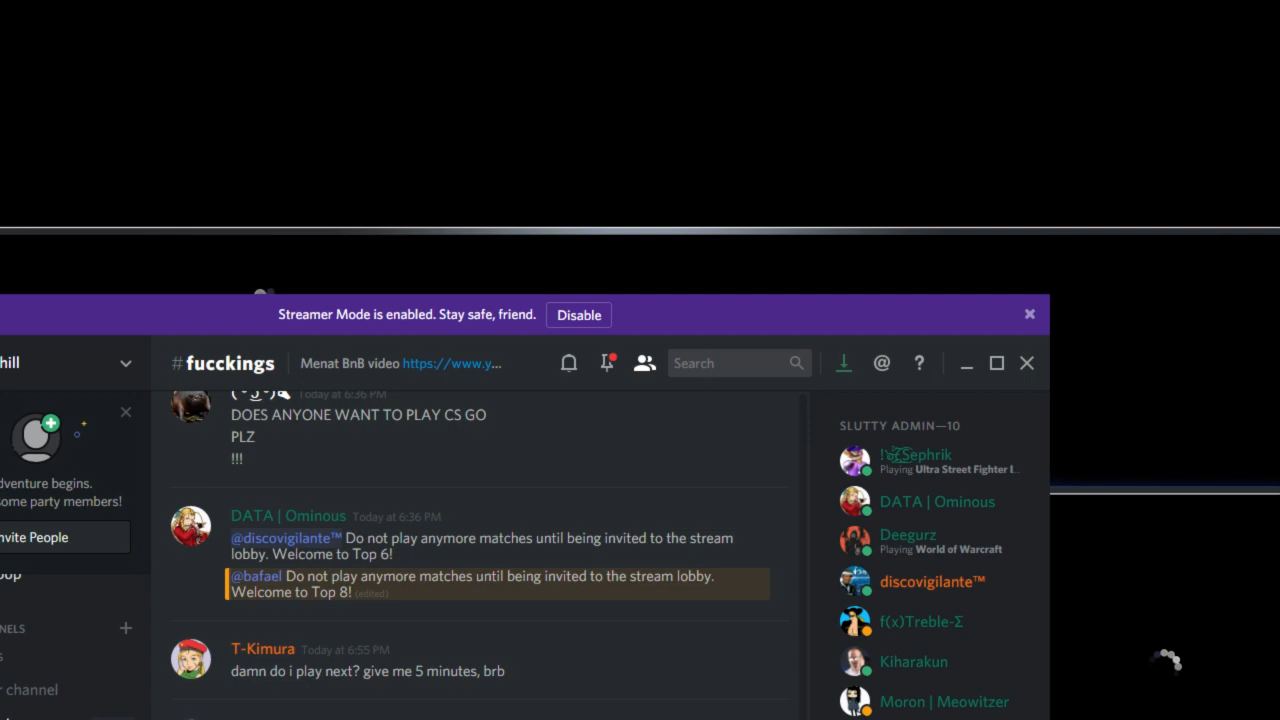 Streamer Mode is enabled. Stay safe, friend. Disable
hill
#fucckings Menat BnB video https://www.y... Search
Today at 6:36 PM
DOES ANYONE WANT TO PLAY CS GO
PLZ
!!!
dventure begins.
some party members!
nvite People
DATA | Ominous Today at 6:36 PM
@discovigilante™ Do not play anymore matches until being invited to the stream
lobby. Welcome to Top 6!
@bafael Do not play anymore matches until being invited to the stream lobby.
Welcome to Top 8! (edited)
NELS
T-Kimura Today at 6:55 PM
damn do i play next? give me 5 minutes, brb
r channel
SLUTTY ADMIN—10
Sephrik
Playing Ultra Street Fighter I...
DATA | Ominous
Deegurz
Playing World of Warcraft
discovigilante™
f(x)Treble-Σ
Kiharakun
Moron | Meowitzer